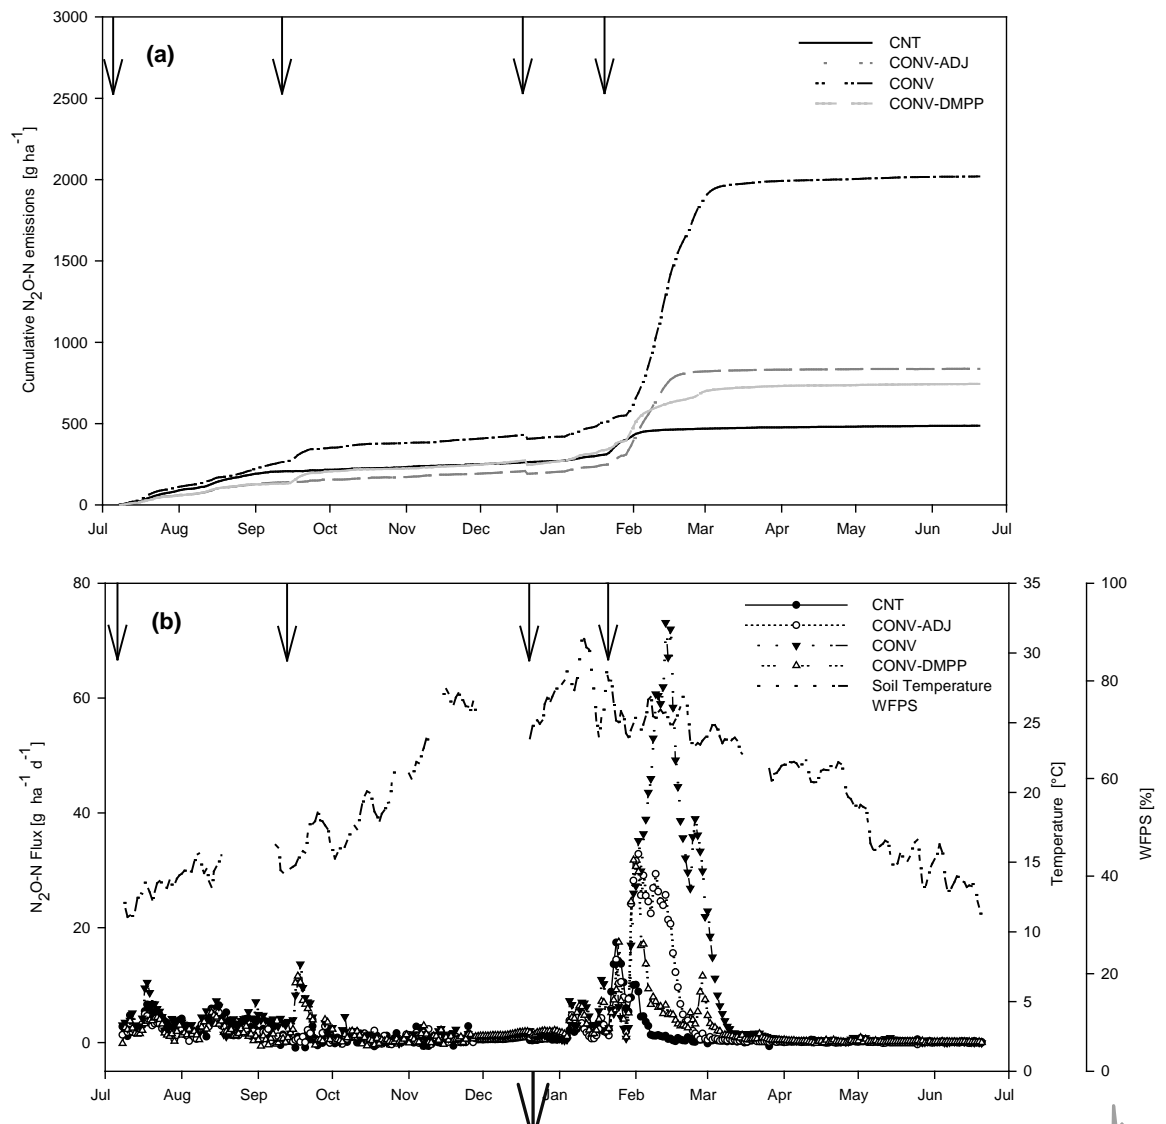 3000
2500
2000
1500
1000
500
0
Cumulative N2O-N emissions [g ha-1]
(a)
CNT
CONV-ADJ
CONV
CONV-DMPP
Jul Aug Sep Oct Nov Dec Jan Feb Mar Apr May Jun Jul
80
60
40
20
0
N2O-N Flux [g ha-1 d-1]
(b)
CNT
CONV-ADJ
CONV
CONV-DMPP
Soil Temperature
WFPS
35
30
25
20
15
10
5
0
Temperature [°C]
100
80
60
40
20
0
WFPS [%]
Jul Aug Sep Oct Nov Dec Jan Feb Mar Apr May Jun Jul